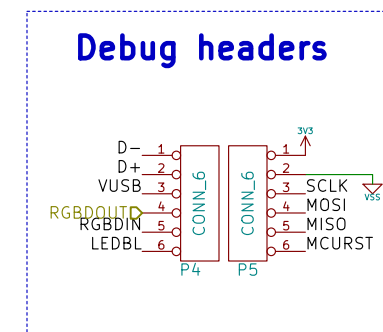 Debug headers
3V3
D- 1 1
D+ 2 2 VSS
VUSB 3 CONN_6 CONN_6 3 SCLK
RGBDOUT 4 4 MOSI
RGBDIN 5 5 MISO
LEDBL 6 6 MCURST
P4 P5